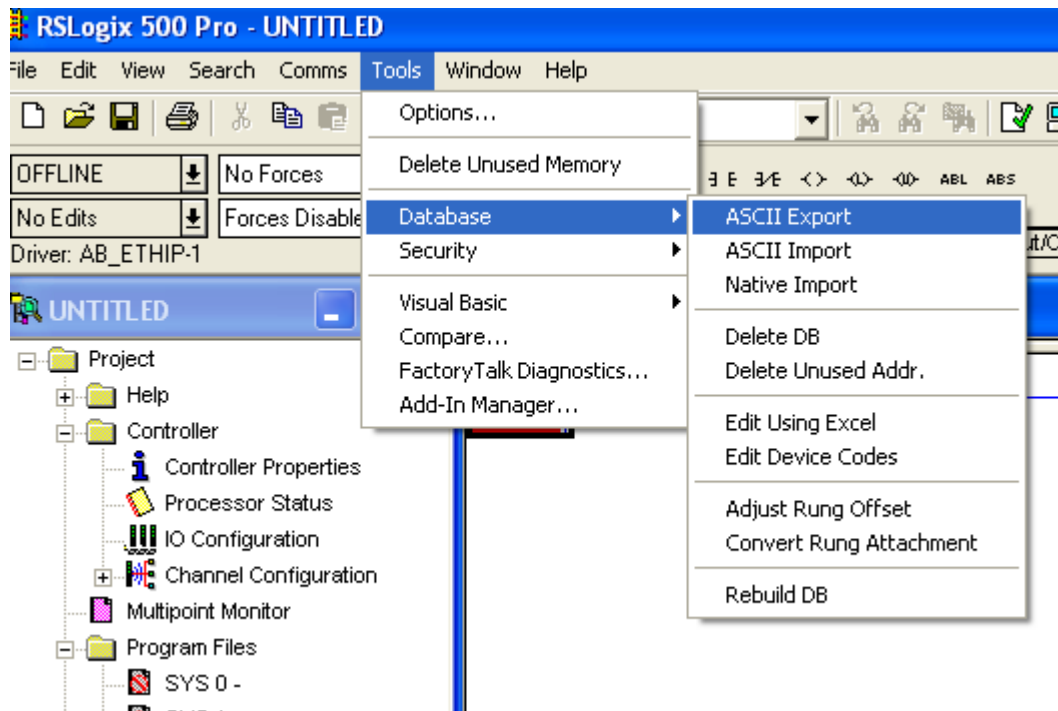 RSLogix 500 Pro - UNTITLED
File Edit View Search Comms Tools Window Help
OFFLINE No Forces
No Edits Forces Disable
Driver: AB_ETHIP-1
ABL ABS
Options...
Delete Unused Memory
Database
Security
Visual Basic
Compare...
FactoryTalk Diagnostics...
Add-In Manager...
ASCII Export
ASCII Import
Native Import
Delete DB
Delete Unused Addr.
Edit Using Excel
Edit Device Codes
Adjust Rung Offset
Convert Rung Attachment
Rebuild DB
UNTITLED
Project
Help
Controller
Controller Properties
Processor Status
IO Configuration
Channel Configuration
Multipoint Monitor
Program Files
SYS 0 -